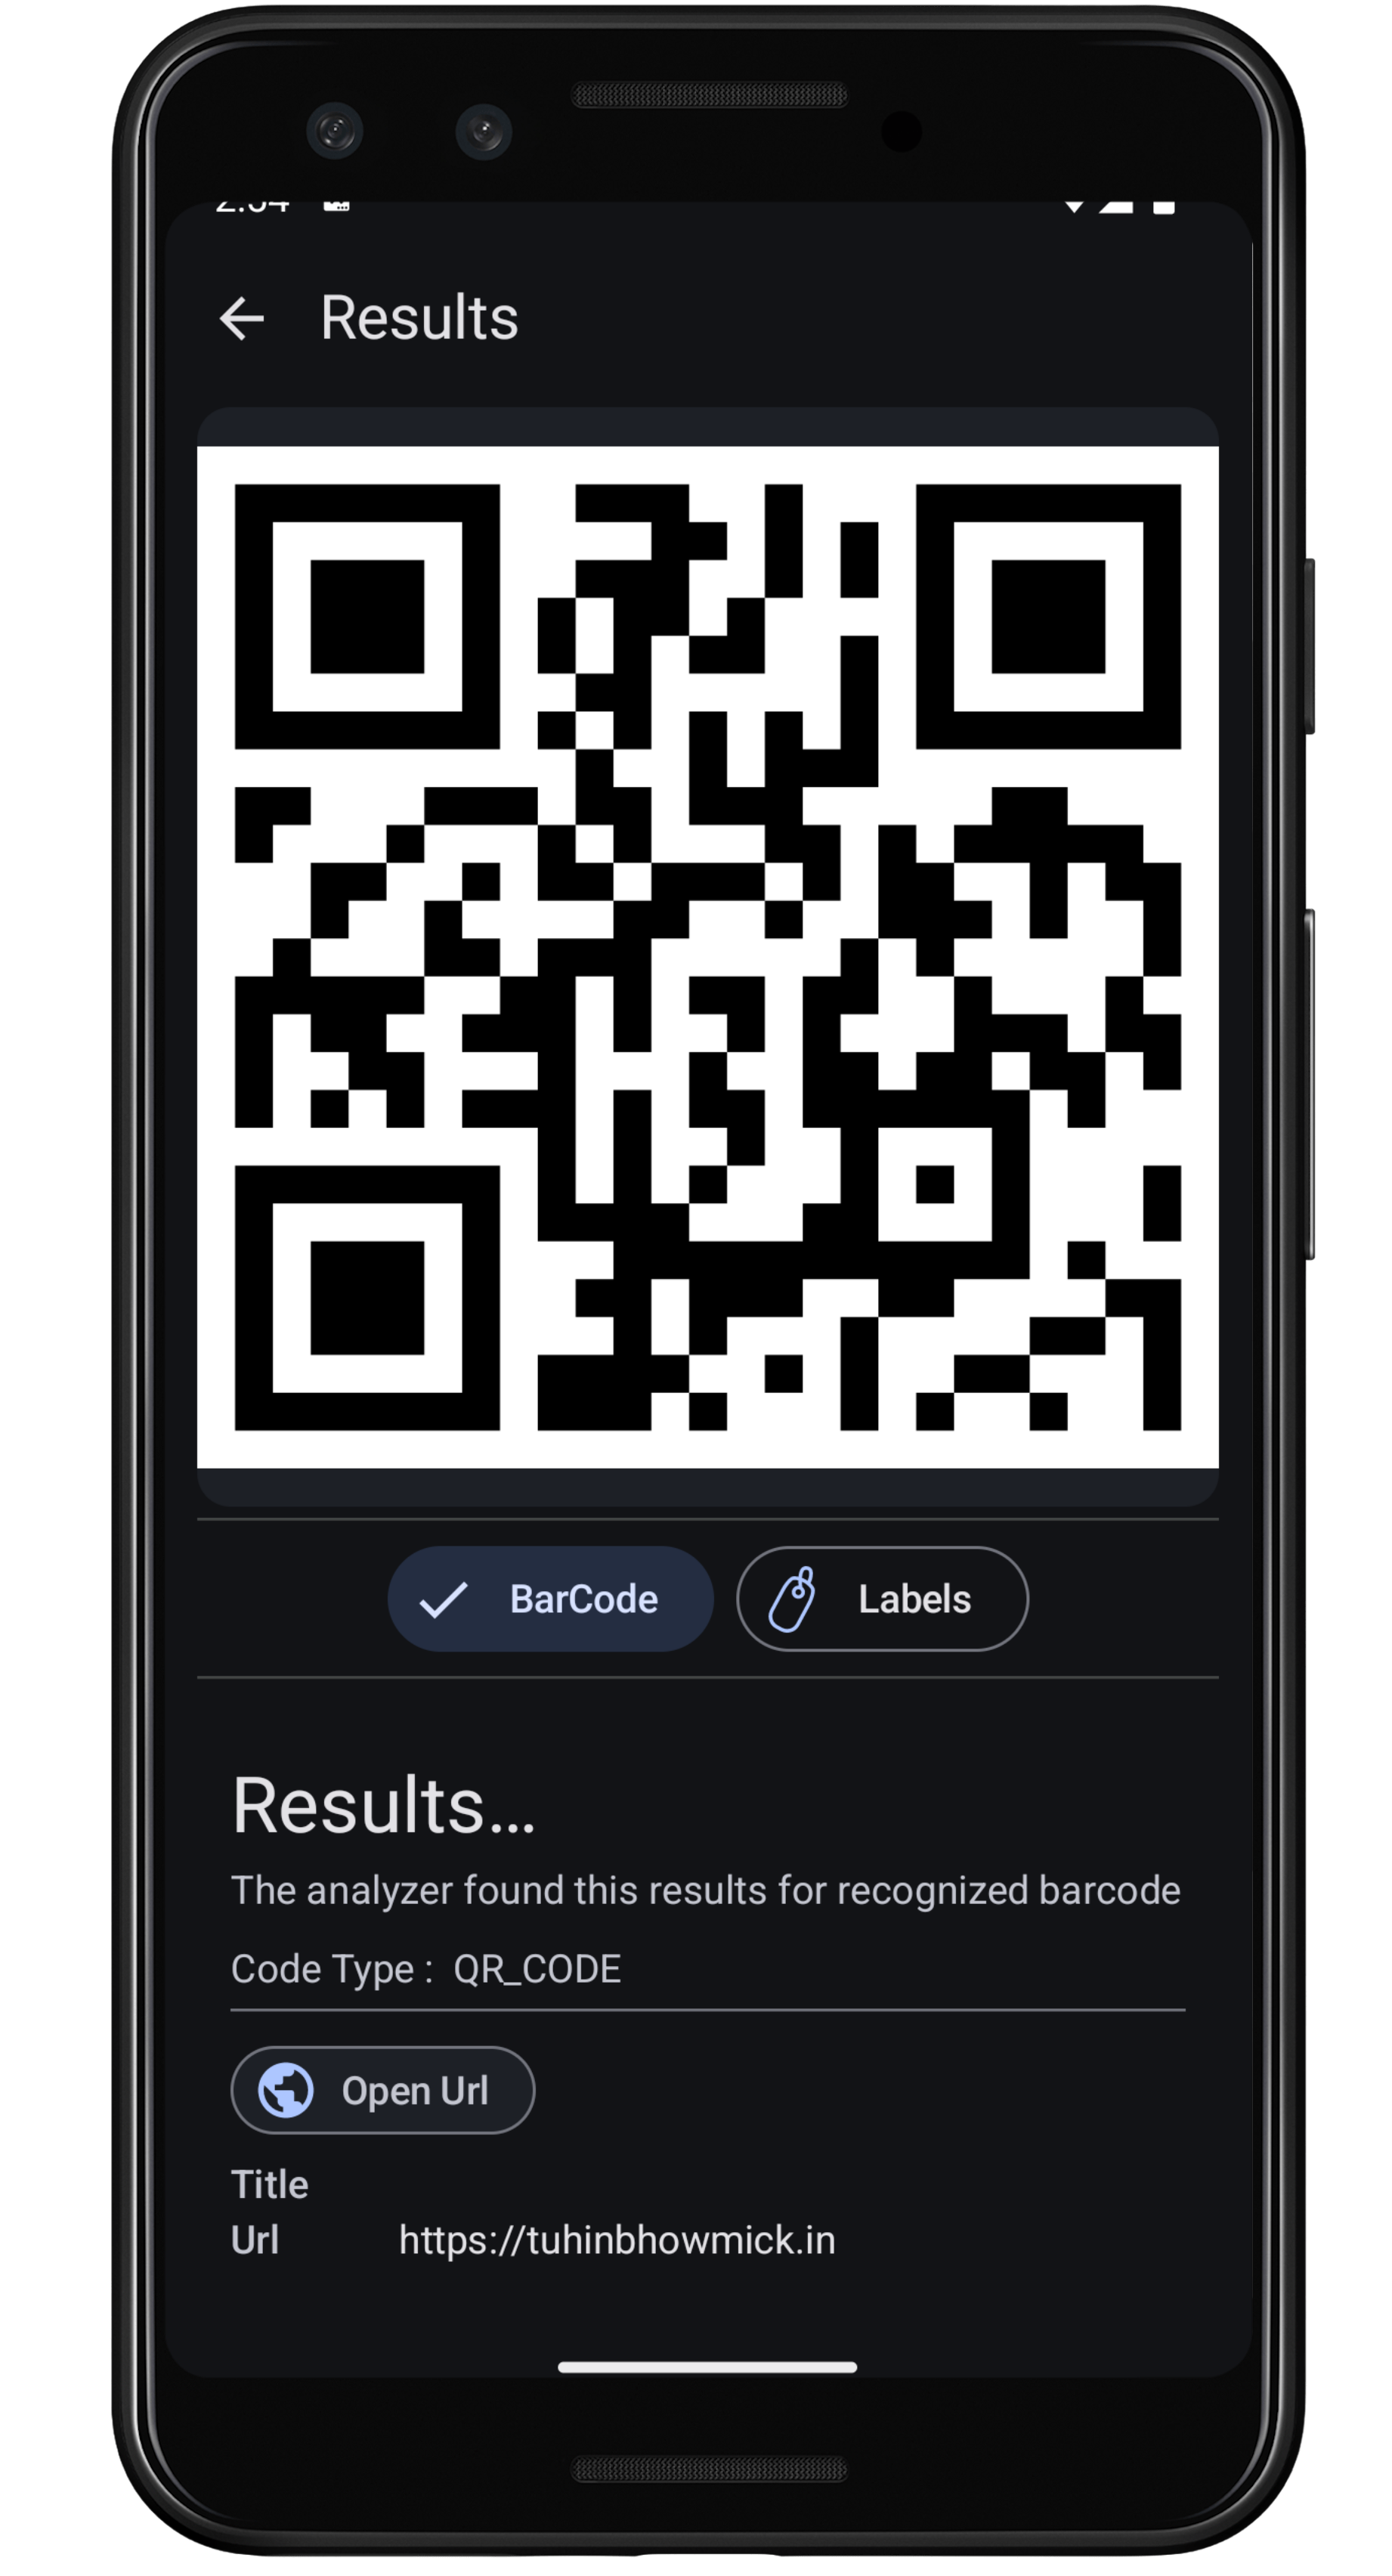 Results
BarCode
Labels
Results...
The analyzer found this results for recognized barcode
Code Type : QR_CODE
Open Url
Title
Url https://tuhinbhowmick.in